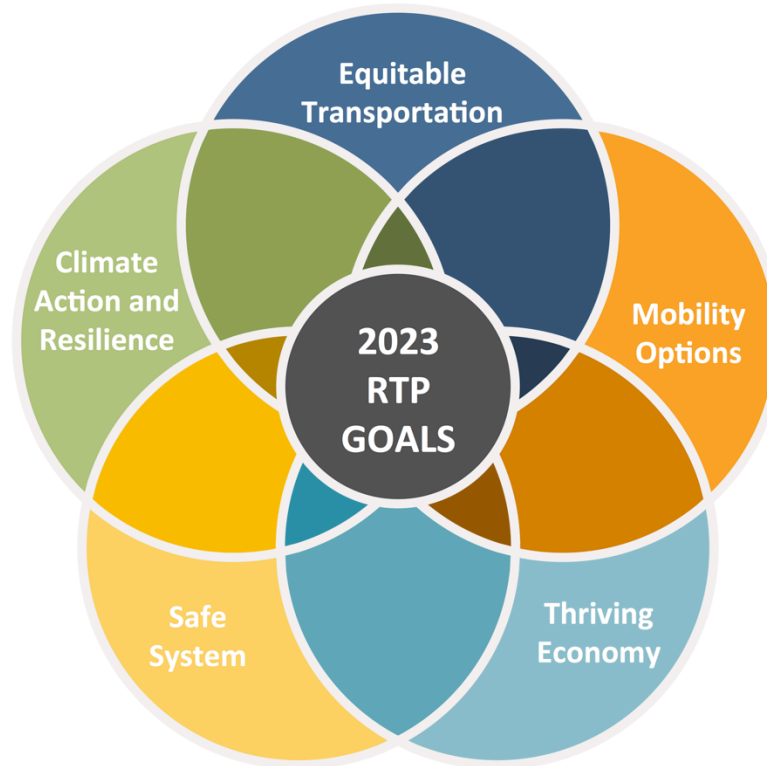 Equitable
Transportation
Climate
Action and
Resilience
Mobility
Options
2023
RTP
GOALS
Safe
System
Thriving
Economy